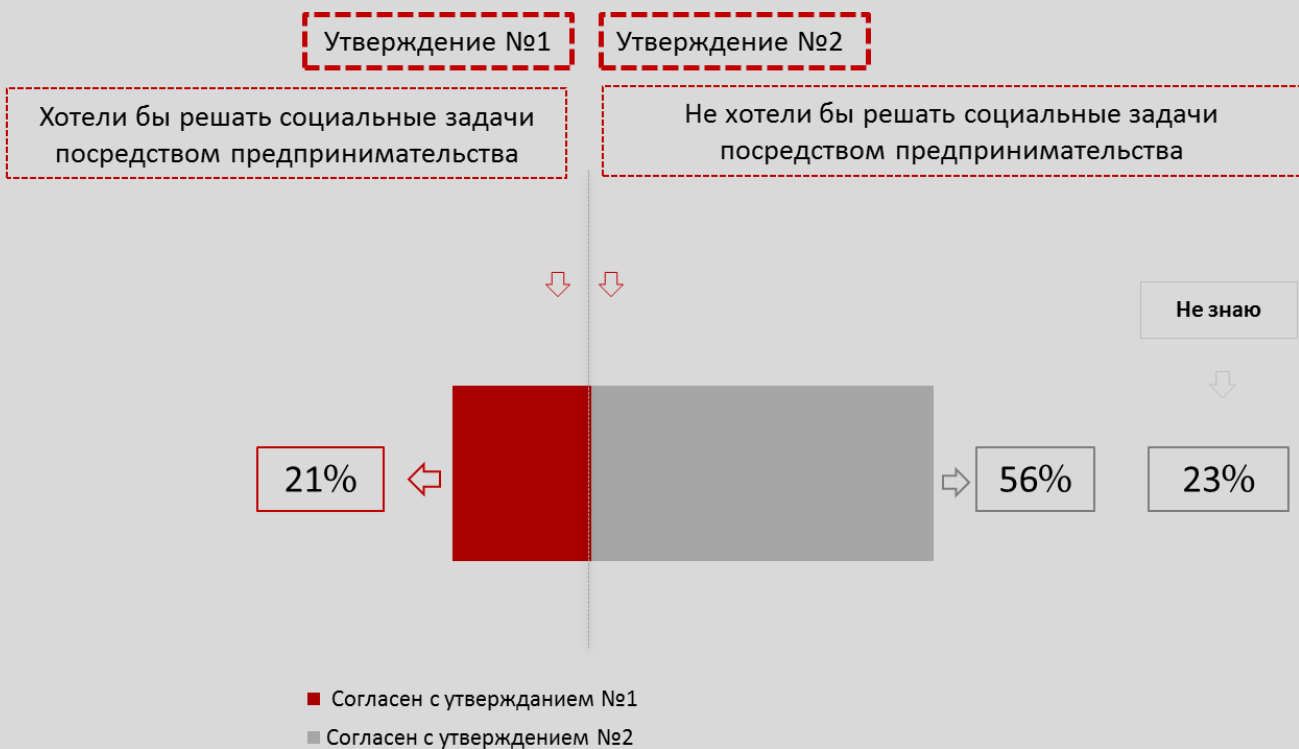 Утверждение №1
Утверждение №2
Хотели бы решать социальные задачи
посредством предпринимательства
Не хотели бы решать социальные задачи
посредством предпринимательства
Не знаю
21%
56%
23%
Согласен с утвержданием №1
Согласен с утверждением №2